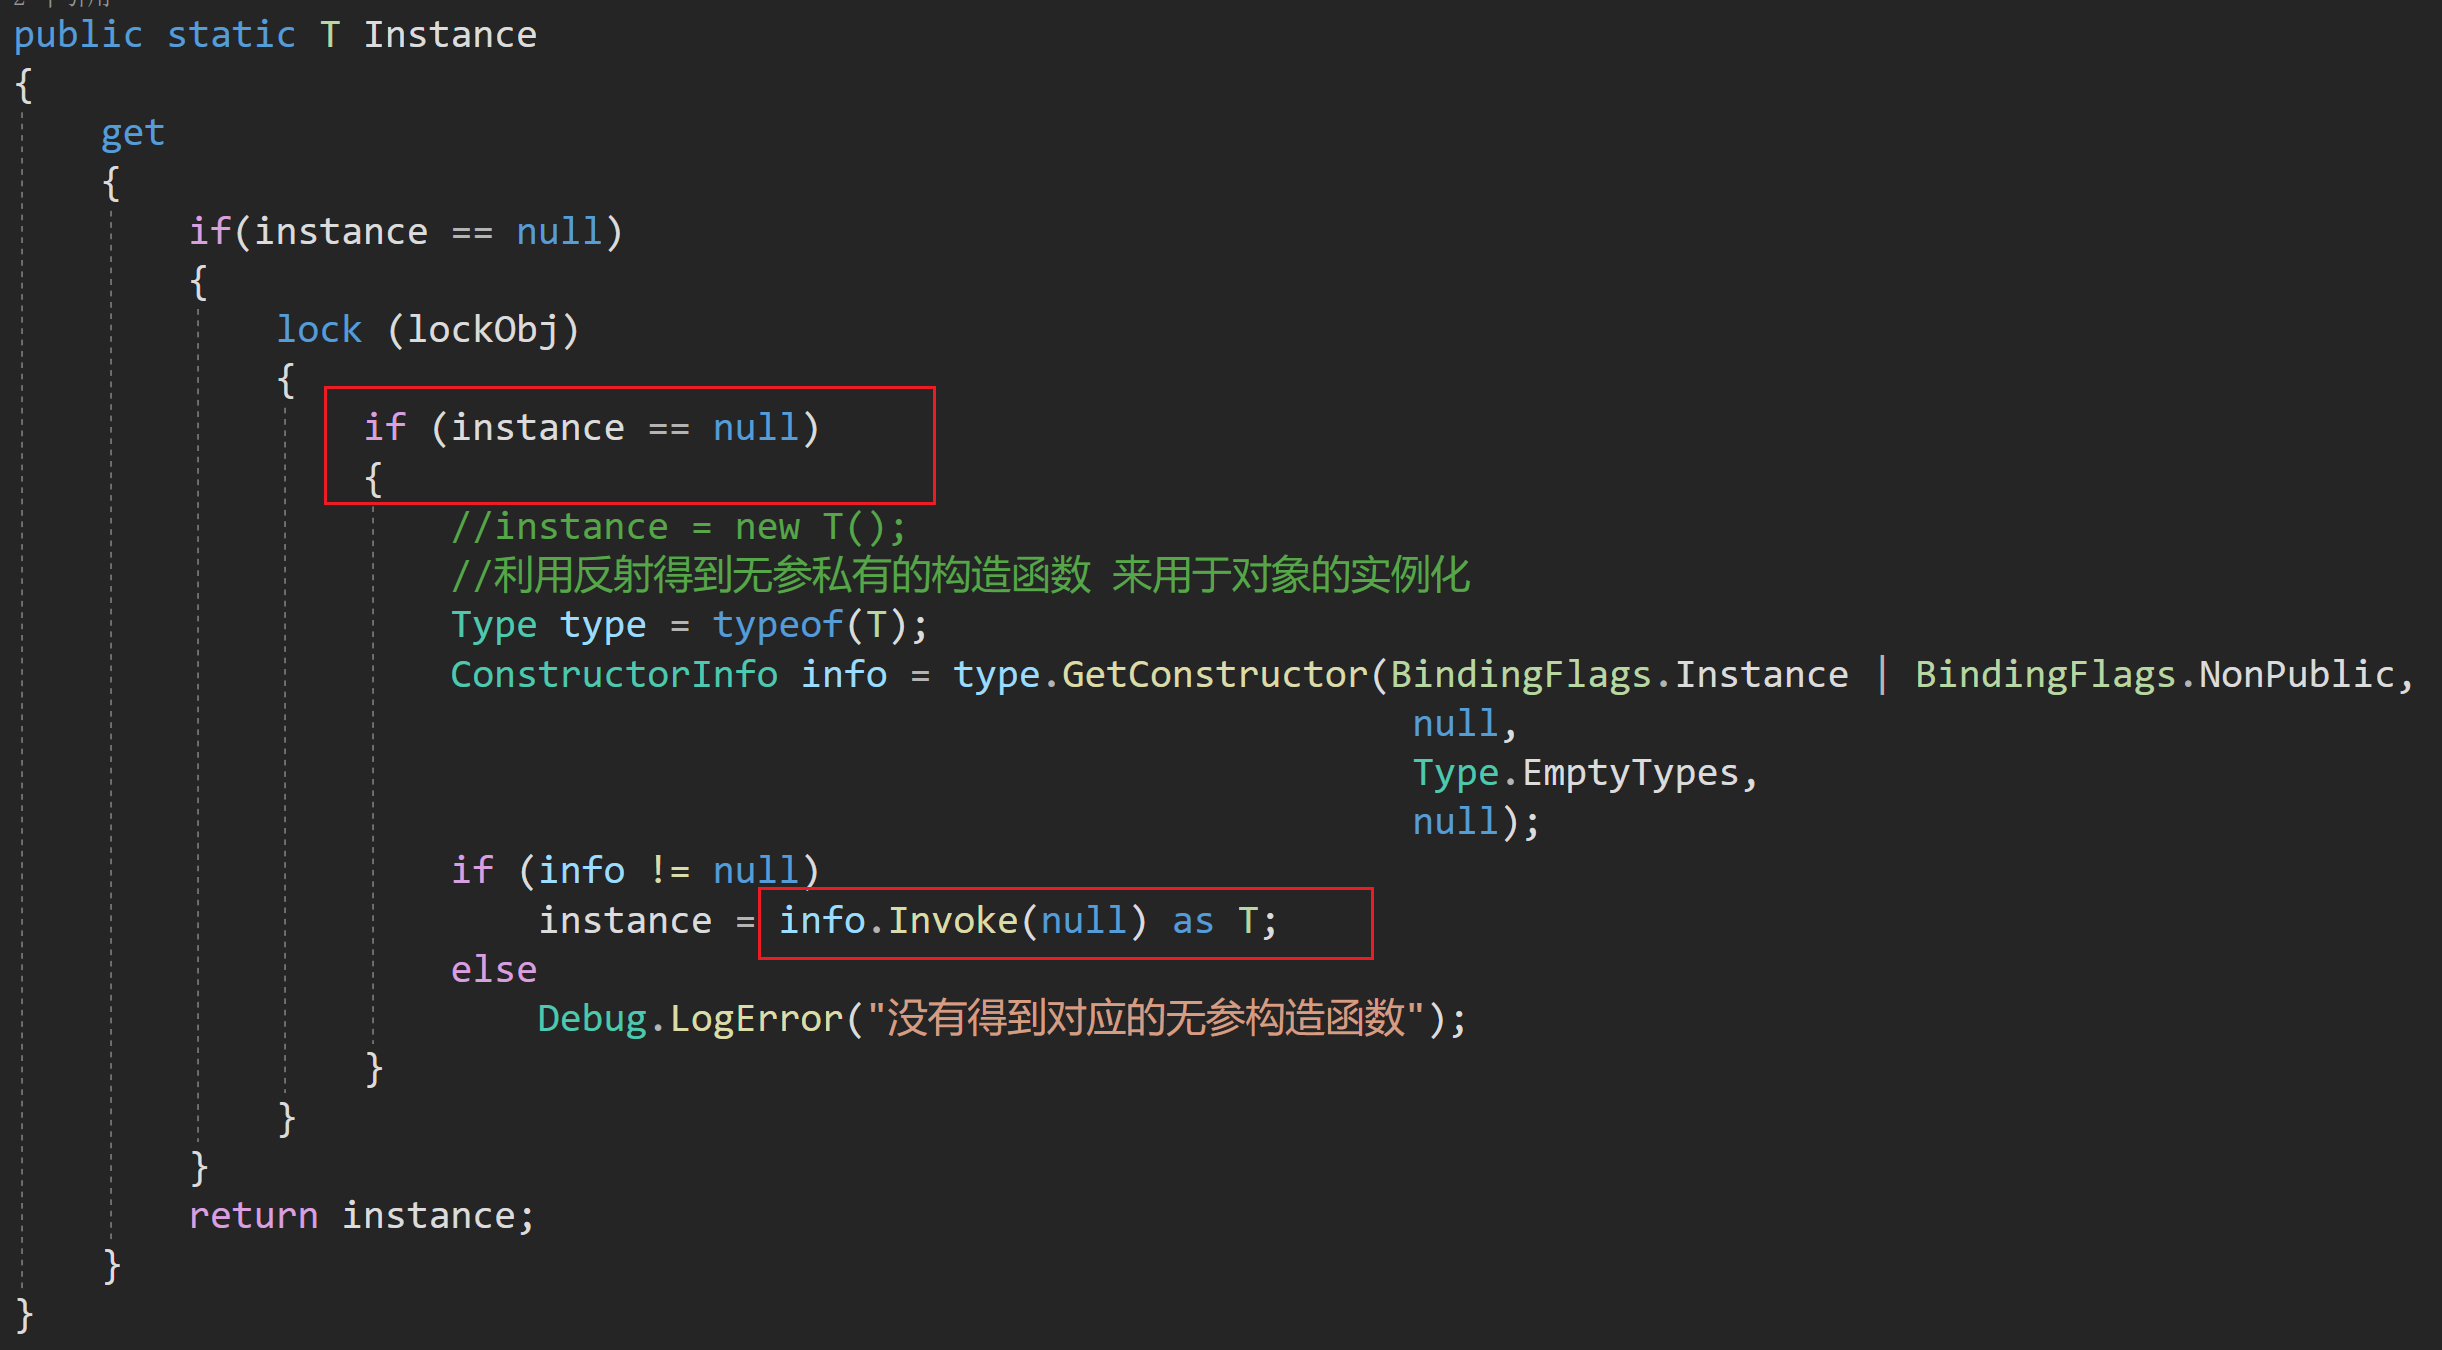 public static T Instance
{
get
{
if(instance == null)
{
lock (lockObj)
{
if (instance == null)
{
//instance = new T();
//利用反射得到无参私有的构造函数 来用于对象的实例化
Type type = typeof(T);
ConstructorInfo info = type.GetConstructor(BindingFlags.Instance | BindingFlags.NonPublic,
null,
Type.EmptyTypes,
null);
if (info != null)
instance = info.Invoke(null) as T;
else
Debug.LogError("没有得到对应的无参构造函数");
}
}
}
return instance;
}
}